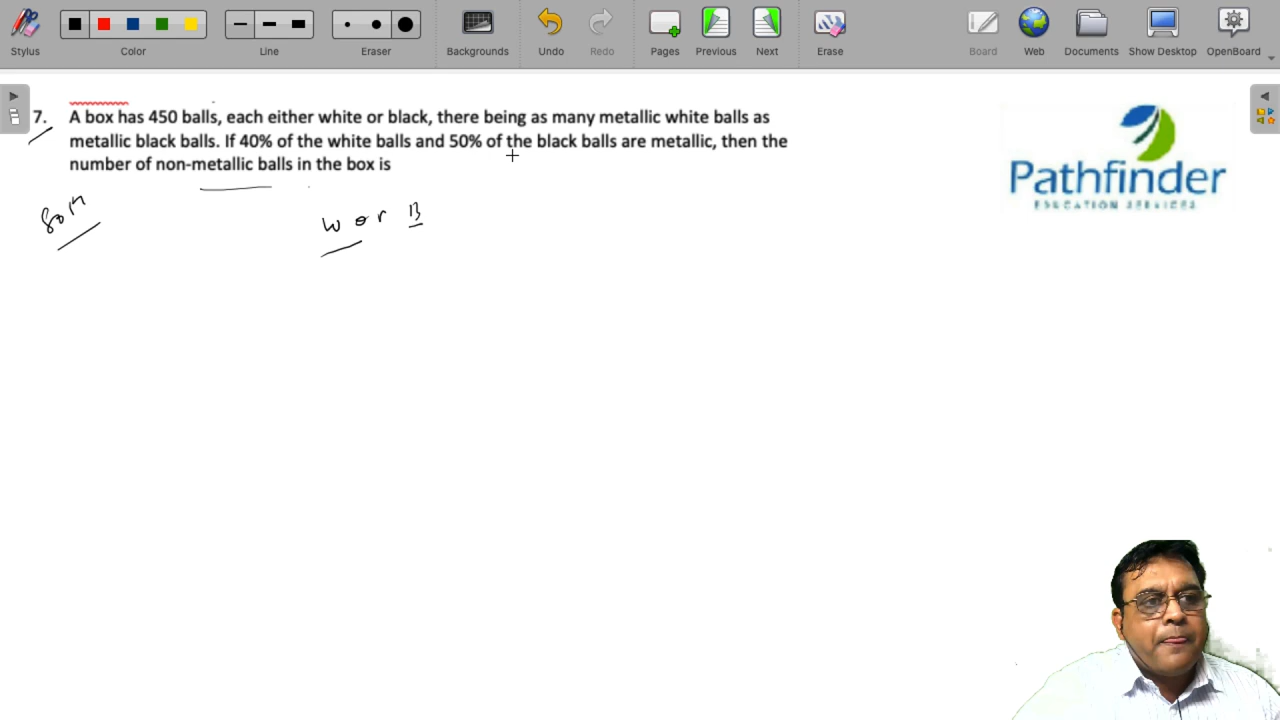 Stylus
Color
Line
Eraser
Backgrounds
Undo
Redo
Pages
Previous
Next
Erase
Board
Web
Documents
Show Desktop
OpenBoard
7. A box has 450 balls, each either white or black, there being as many metallic white balls as
metallic black balls. If 40% of the white balls and 50% of the black balls are metallic, then the
number of non-metallic balls in the box is
Pathfinder
EDUCATION SERVICES
Soln
W or B